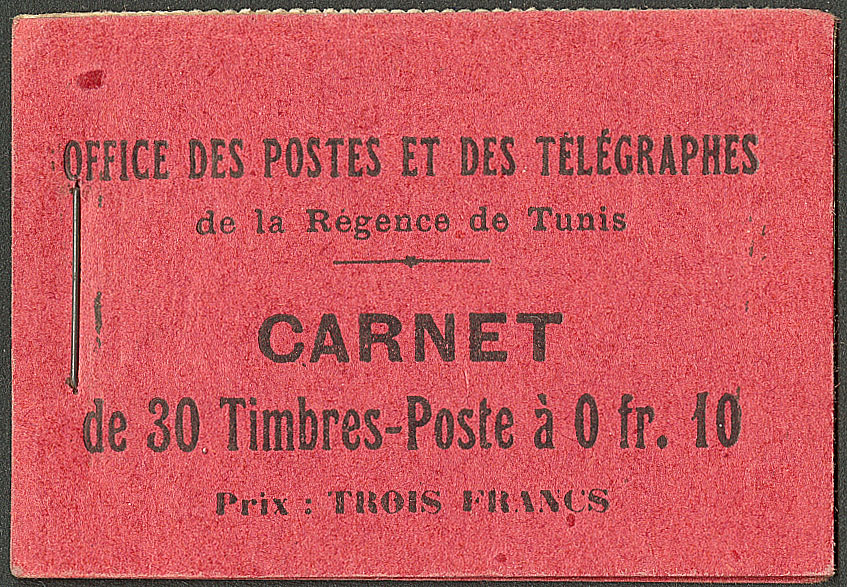 OFFICE DES POSTES ET DES TÉLÉGRAPHES
de la Régence de Tunis
CARNET
de 30 Timbres-Poste à 0 fr. 10
Prix : TROIS FRANCS